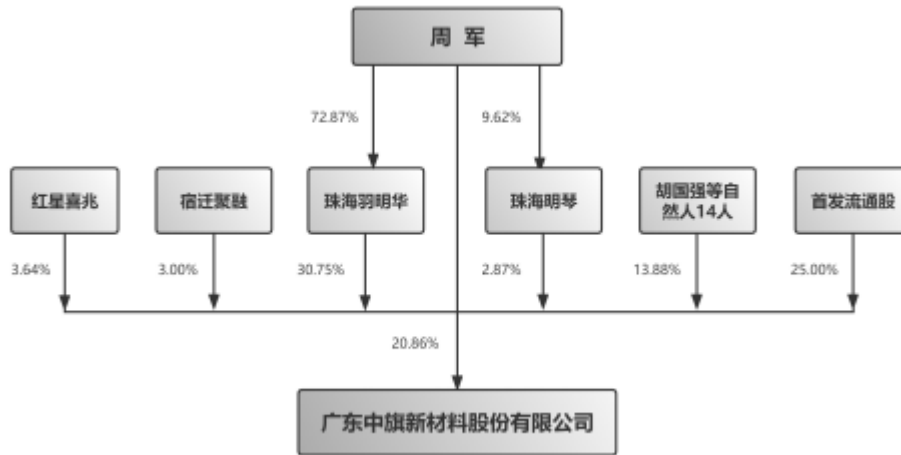 周 军
72.87%
9.62%
红星喜兆
宿迁聚融
珠海羽明华
珠海明琴
胡国强等自
然人14人
首发流通股
3.64%
3.00%
30.75%
2.87%
13.88%
25.00%
20.86%
广东中旗新材料股份有限公司